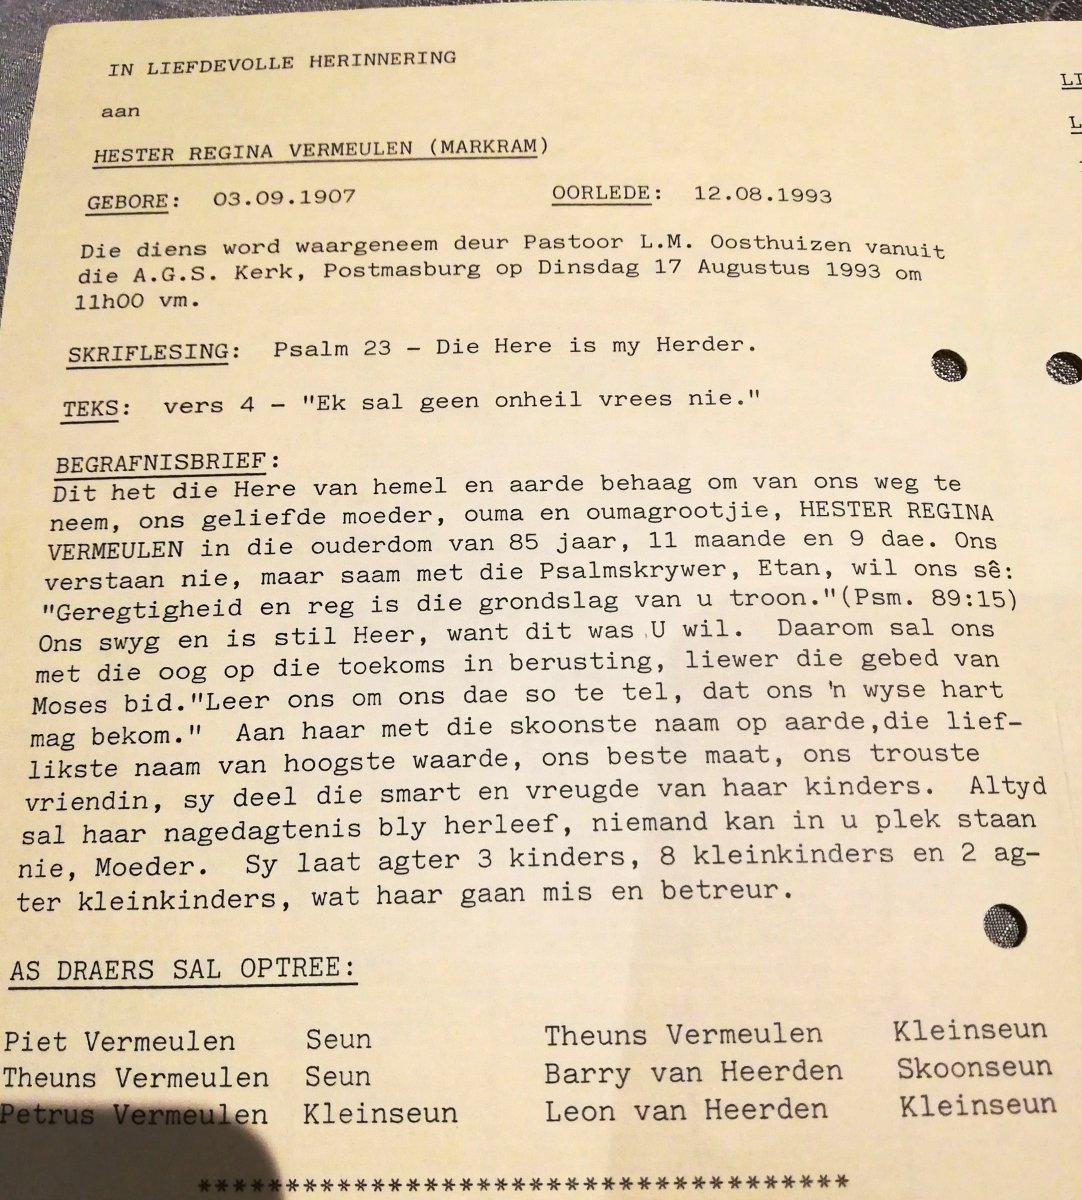 IN LIEFDEVOLLE HERINNERING
aan
HESTER REGINA VERMEULEN (MARKRAM)
GEBORE: 03.09.1907 OORLEDE: 12.08.1993
Die diens word waargeneem deur Pastoor L.M. Oosthuizen vanuit
die A.G.S. Kerk, Postmasburg op Dinsdag 17 Augustus 1993 om
11h00 vm.
SKRIFLESING: Psalm 23 - Die Here is my Herder.
TEKS: vers 4 - "Ek sal geen onheil vrees nie."
BEGRAFNISBRIEF:
Dit het die Here van hemel en aarde behaag om van ons weg te
neem, ons geliefde moeder, ouma en oumagrootjie, HESTER REGINA
VERMEULEN in die ouderdom van 85 jaar, 11 maande en 9 dae. Ons
verstaan nie, maar saam met die Psalmskrywer, Etan, wil ons sê:
"Geregtigheid en reg is die grondslag van u troon."(Psm. 89:15)
Ons swyg en is stil Heer, want dit was U wil. Daarom sal ons
met die oog op die toekoms in berusting, liewer die gebed van
Moses bid."Leer ons om ons dae so te tel, dat ons 'n wyse hart
mag bekom." Aan haar met die skoonste naam op aarde,die lief-
likste naam van hoogste waarde, ons beste maat, ons trouste
vriendin, sy deel die smart en vreugde van haar kinders. Altyd
sal haar nagedagtenis bly herleef, niemand kan in u plek staan
nie, Moeder. Sy laat agter 3 kinders, 8 kleinkinders en 2 ag-
ter kleinkinders, wat haar gaan mis en betreur.
AS DRAERS SAL OPTREE:
Piet Vermeulen Seun Theuns Vermeulen Kleinseun
Theuns Vermeulen Seun Barry van Heerden Skoonseun
Petrus Vermeulen Kleinseun Leon van Heerden Kleinseun
**************************************